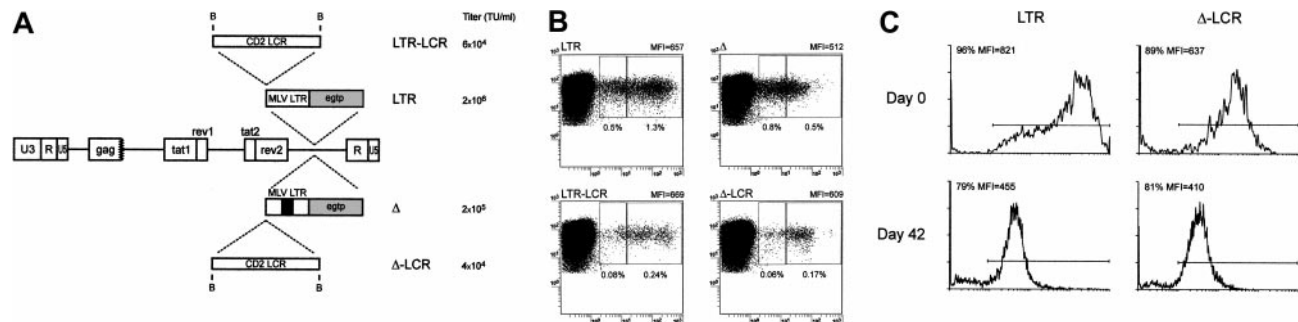 A
B
B
Titer (TU/ml)
CD2 LCR
LTR-LCR
6x10⁴
MLV LTR
egfp
LTR
2x10⁶
rev1
tat2
U3
R
U5
gag
tat1
rev2
R
U5
MLV LTR
egfp
Δ
2x10⁵
CD2 LCR
B
B
Δ-LCR
4x10⁴
B
LTR
MFI=657
0.5%
1.3%
Δ
MFI=512
0.8%
0.5%
LTR-LCR
MFI=669
0.08%
0.24%
Δ-LCR
MFI=609
0.06%
0.17%
C
LTR
Δ-LCR
Day 0
96% MFI=821
89% MFI=637
Day 42
79% MFI=455
81% MFI=410